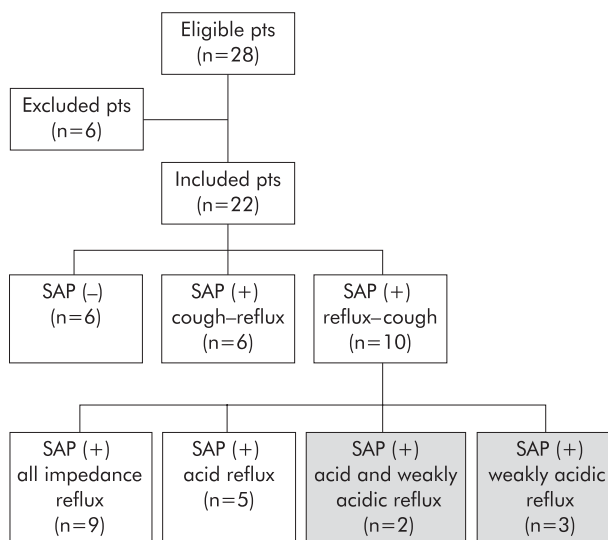 Eligible pts
(n=28)
Excluded pts
(n=6)
Included pts
(n=22)
SAP (–)
(n=6)
SAP (+)
cough–reflux
(n=6)
SAP (+)
reflux–cough
(n=10)
SAP (+)
all impedance
reflux
(n=9)
SAP (+)
acid reflux
(n=5)
SAP (+)
acid and weakly
acidic reflux
(n=2)
SAP (+)
weakly acidic
reflux
(n=3)